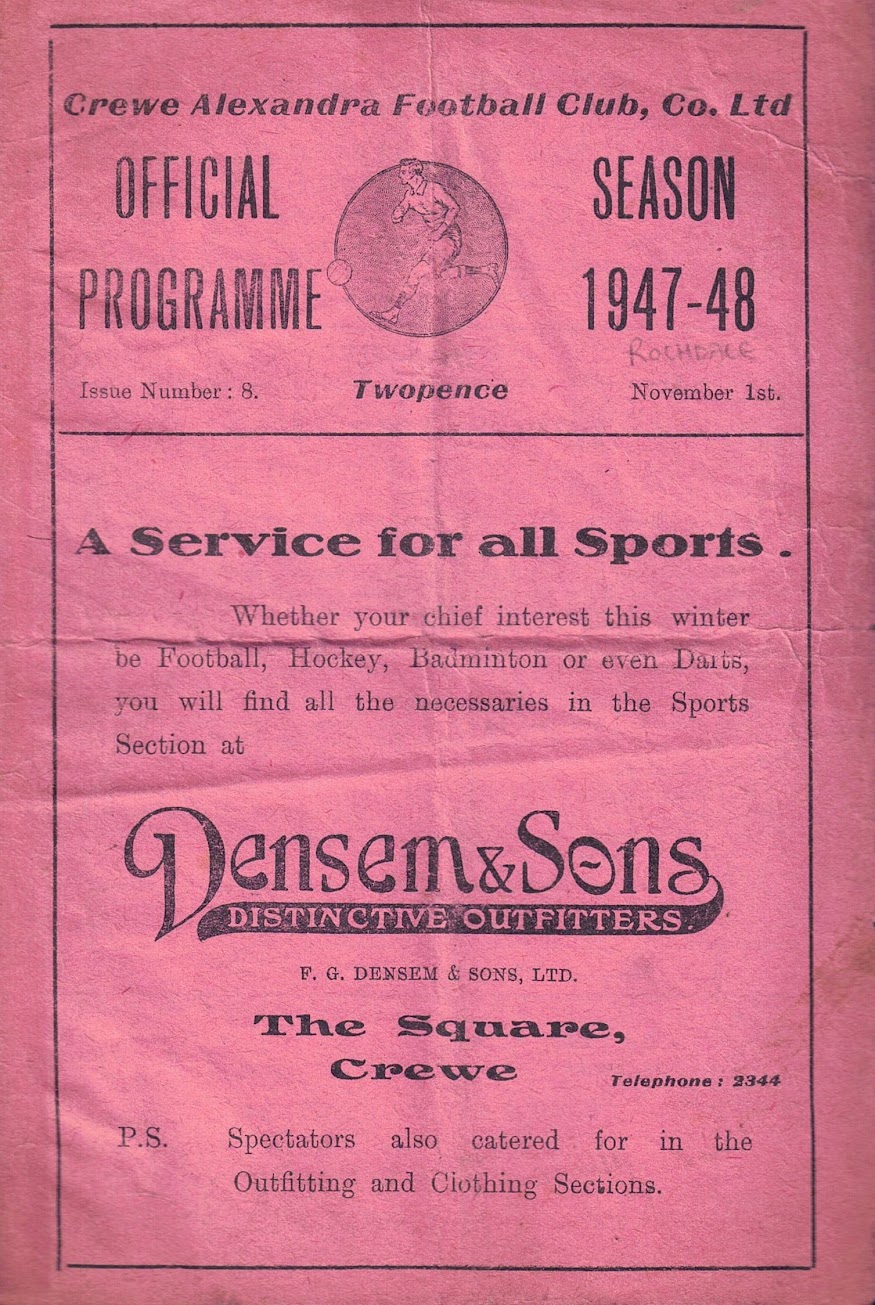 Crewe Alexandra Football Club, Co. Ltd
OFFICIAL SEASON
PROGRAMME 1947-48
ROCHDALE
Issue Number: 8. Twopence November 1st.
A Service for all Sports.
Whether your chief interest this winter
be Football, Hockey, Badminton or even Darts,
you will find all the necessaries in the Sports
Section at
Densem & Sons
DISTINCTIVE OUTFITTERS.
F. G. DENSEM & SONS, LTD.
The Square,
Crewe
Telephone: 2344
P.S. Spectators also catered for in the
Outfitting and Clothing Sections.